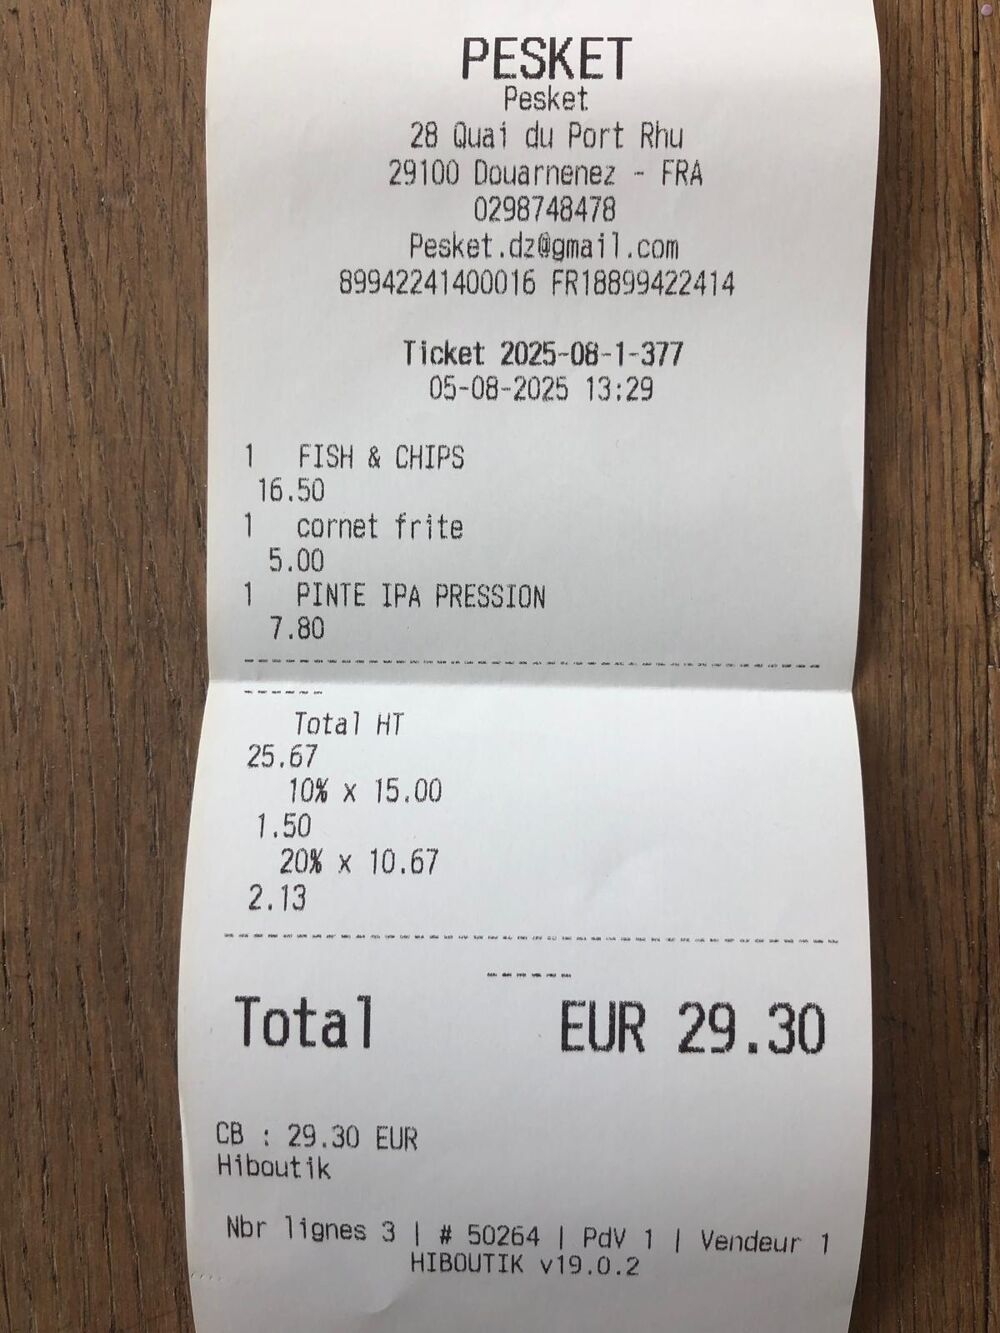 PESKET
Pesket
28 Quai du Port Rhu
29100 Douarnenez - FRA
0298748478
Pesket.dz@gmail.com
89942241400016 FR18899422414
Ticket 2025-08-1-377
05-08-2025 13:29
1 FISH & CHIPS
16.50
1 cornet frite
5.00
1 PINTE IPA PRESSION
7.80
Total HT
25.67
10% x 15.00
1.50
20% x 10.67
2.13
Total EUR 29.30
CB : 29.30 EUR
Hiboutik
Nbr lignes 3 | # 50264 | PdV 1 | Vendeur 1
HIBOUTIK v19.0.2